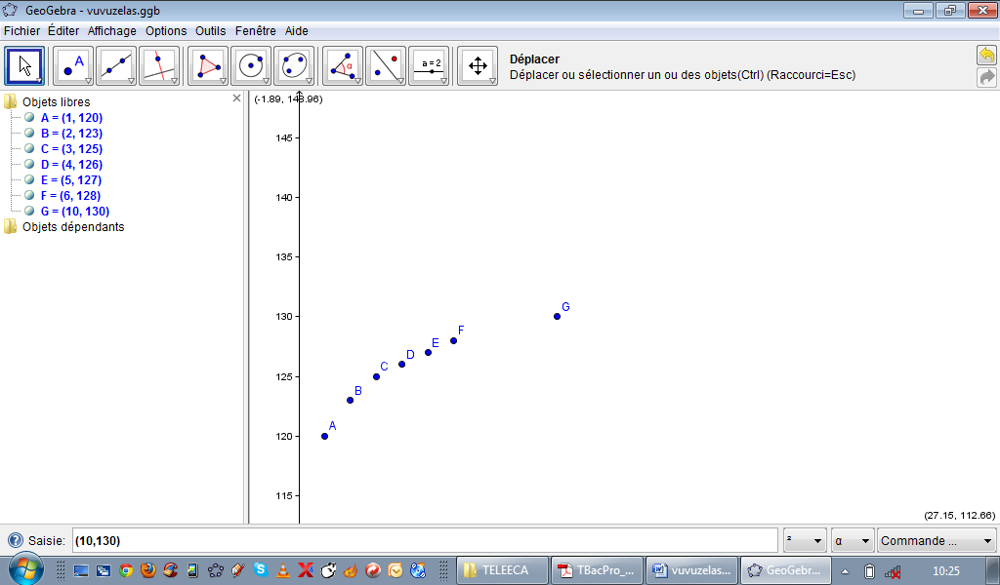 GeoGebra - vuvuzelas.ggb
Fichier Éditer Affichage Options Outils Fenêtre Aide
A
α
a = 2
Déplacer
Déplacer ou sélectionner un ou des objets(Ctrl) (Raccourci=Esc)
Objets libres
A = (1, 120)
B = (2, 123)
C = (3, 125)
D = (4, 126)
E = (5, 127)
F = (6, 128)
G = (10, 130)
Objets dépendants
(-1.89, 148.96)
145
140
135
130
125
120
115
G
F
E
D
C
B
A
(27.15, 112.66)
Saisie: (10,130) ² α Commande ...
TELEECA TBacPro_... vuvuzelas... GeoGebr... 10:25